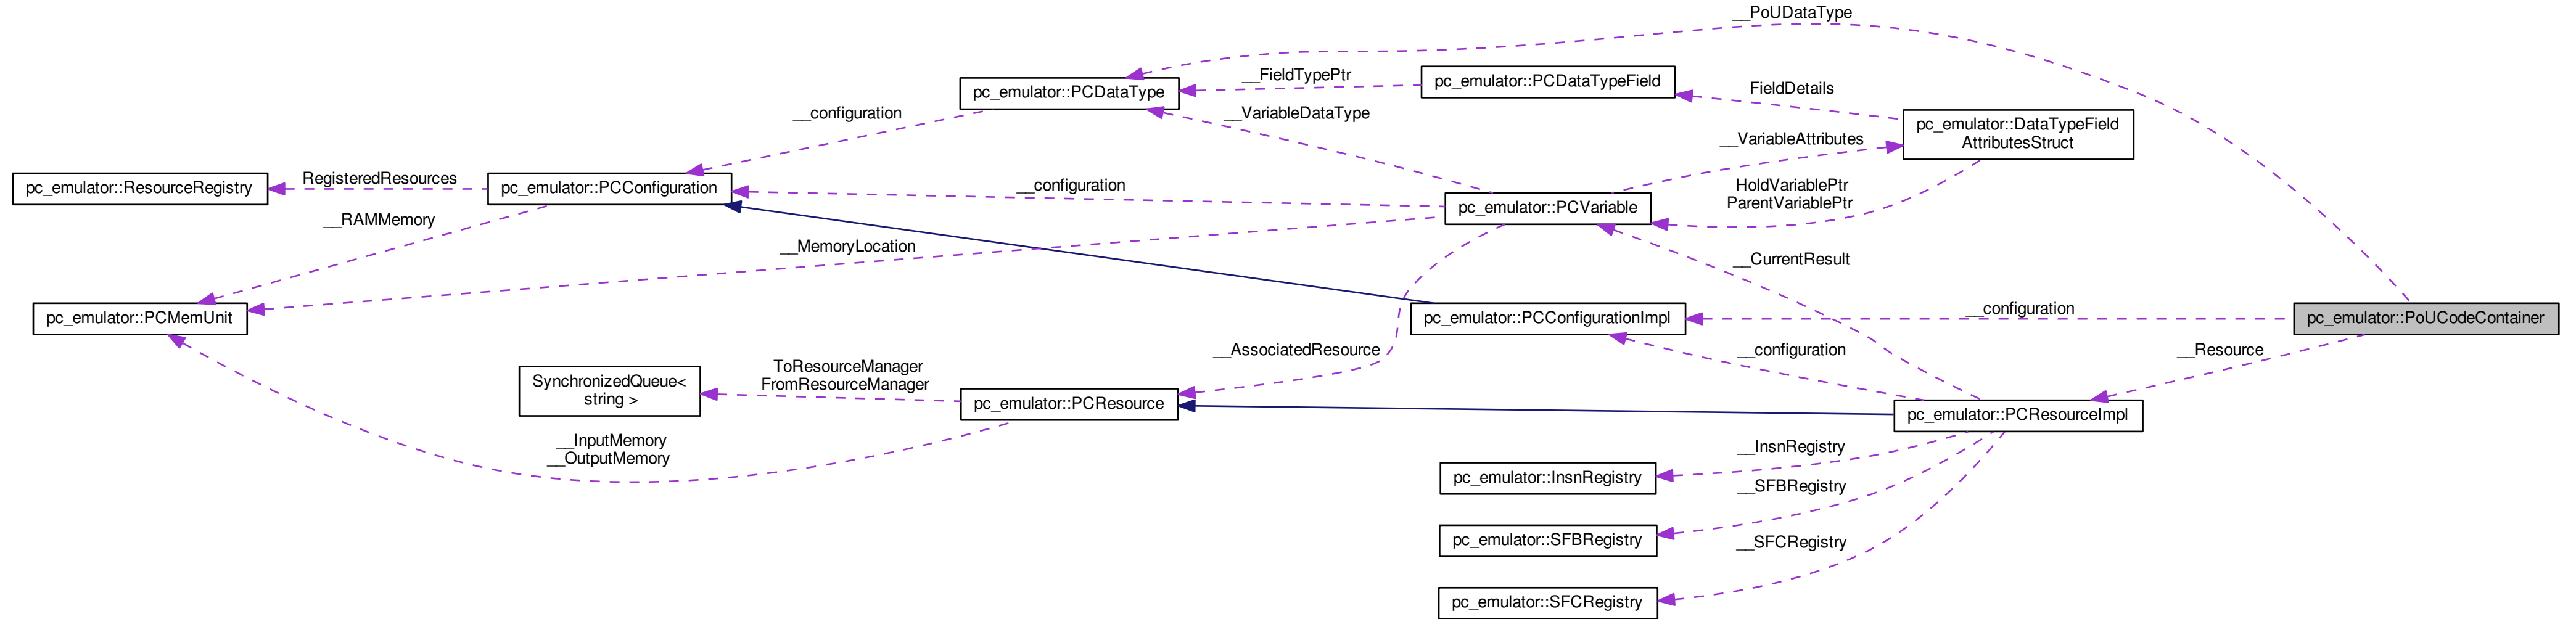 __PoUDataType
__FieldTypePtr
pc_emulator::PCDataTypeField
FieldDetails
pc_emulator::PCDataType
__configuration
__VariableDataType
pc_emulator::DataTypeField
AttributesStruct
__VariableAttributes
pc_emulator::ResourceRegistry
RegisteredResources
pc_emulator::PCConfiguration
__configuration
HoldVariablePtr
ParentVariablePtr
pc_emulator::PCVariable
__RAMMemory
__MemoryLocation
__CurrentResult
pc_emulator::PCMemUnit
pc_emulator::PCConfigurationImpl
__configuration
pc_emulator::PoUCodeContainer
__AssociatedResource
__configuration
__Resource
ToResourceManager
FromResourceManager
SynchronizedQueue<
string >
pc_emulator::PCResource
pc_emulator::PCResourceImpl
__InputMemory
__OutputMemory
__InsnRegistry
pc_emulator::InsnRegistry
__SFBRegistry
pc_emulator::SFBRegistry
__SFCRegistry
pc_emulator::SFCRegistry